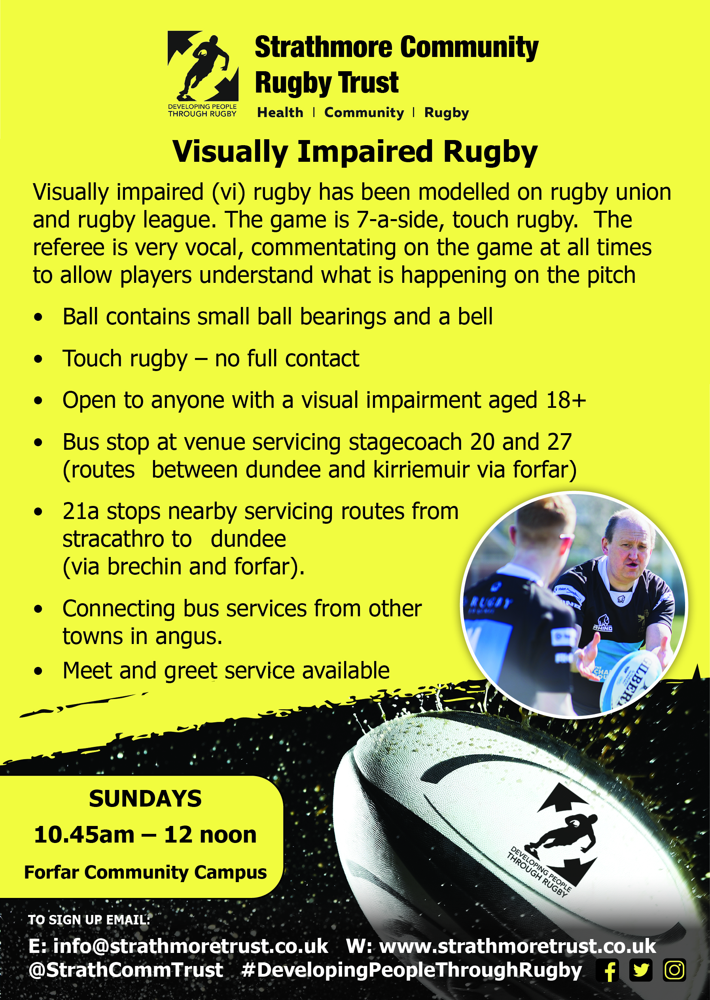 Strathmore Community
Rugby Trust
DEVELOPING PEOPLE
THROUGH RUGBY
Health | Community | Rugby
Visually Impaired Rugby
Visually impaired (vi) rugby has been modelled on rugby union
and rugby league. The game is 7-a-side, touch rugby.  The
referee is very vocal, commentating on the game at all times
to allow players understand what is happening on the pitch
• Ball contains small ball bearings and a bell
• Touch rugby – no full contact
• Open to anyone with a visual impairment aged 18+
• Bus stop at venue servicing stagecoach 20 and 27
(routes  between dundee and kirriemuir via forfar)
• 21a stops nearby servicing routes from
stracathro to  dundee
(via brechin and forfar).
• Connecting bus services from other
towns in angus.
• Meet and greet service available
RUGBY
Vision
RHINO
THE
GILBERT
SUNDAYS
10.45am – 12 noon
Forfar Community Campus
DEVELOPING PEOPLE
THROUGH RUGBY
TO SIGN UP EMAIL:
E: info@strathmoretrust.co.uk  W: www.strathmoretrust.co.uk
@StrathCommTrust  #DevelopingPeopleThroughRugby